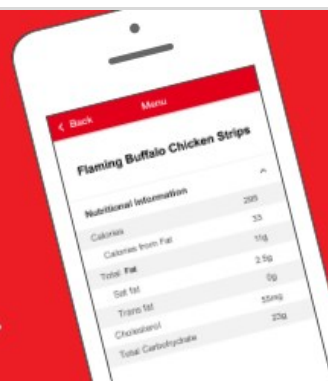 < Back Menu
Flaming Buffalo Chicken Strips
Nutritional Information
Calories 295
Calories from Fat 33
Total Fat 11g
Sat fat 2.5g
Trans fat 0g
Cholesterol 55mg
Total Carbohydrate 23g